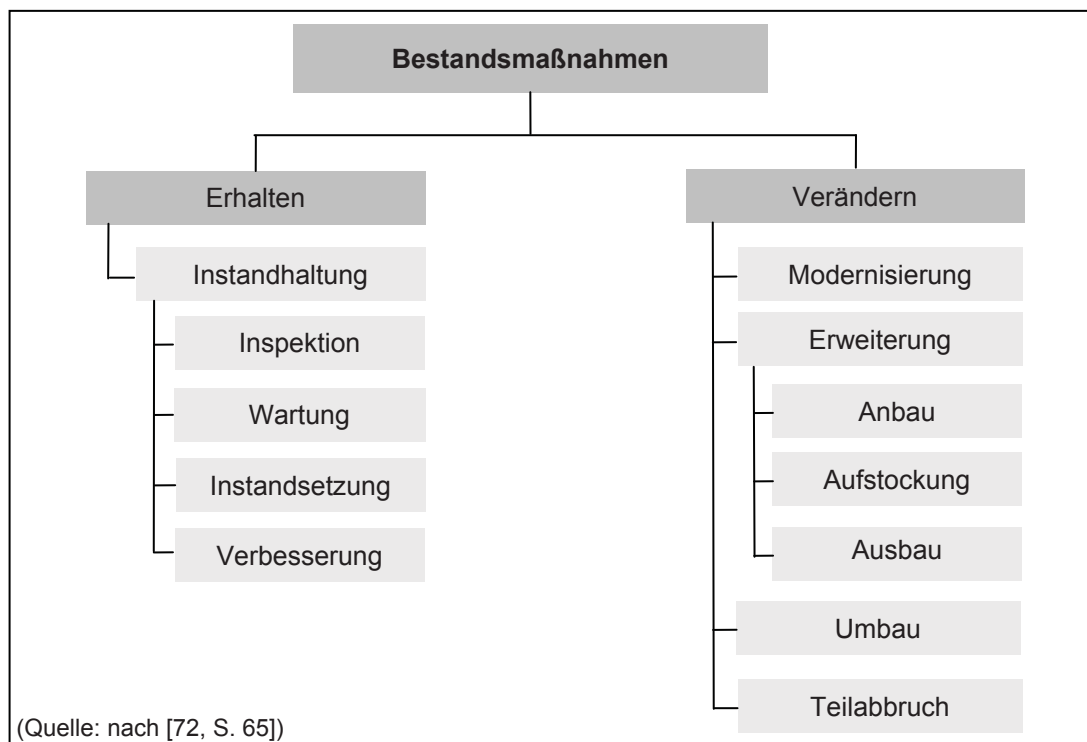 Bestandsmaßnahmen
Erhalten
Instandhaltung
Inspektion
Wartung
Instandsetzung
Verbesserung
Verändern
Modernisierung
Erweiterung
Anbau
Aufstockung
Ausbau
Umbau
Teilabbruch
(Quelle: nach [72, S. 65])